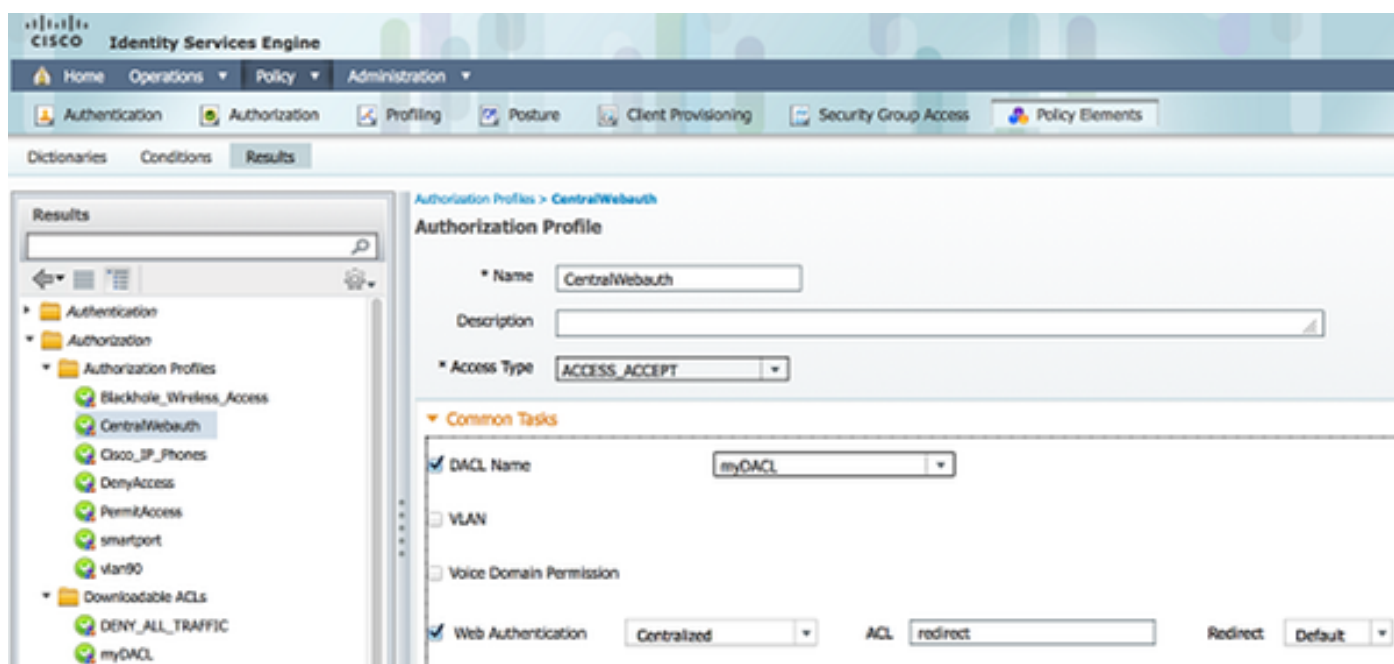 CISCO Identity Services Engine
Home Operations Policy Administration
Authentication Authorization Profiling Posture Client Provisioning Security Group Access Policy Elements
Dictionaries Conditions Results
Results
Authentication
Authorization
Authorization Profiles
Blackhole_Wireless_Access
CentralWebauth
Cisco_IP_Phones
DenyAccess
PermitAccess
smartport
vlan90
Downloadable ACLs
DENY_ALL_TRAFFIC
myDACL
Authorization Profiles > CentralWebauth
Authorization Profile
* Name CentralWebauth
Description
* Access Type ACCESS_ACCEPT
Common Tasks
DACL Name myDACL
VLAN
Voice Domain Permission
Web Authentication Centralized ACL redirect Redirect Default